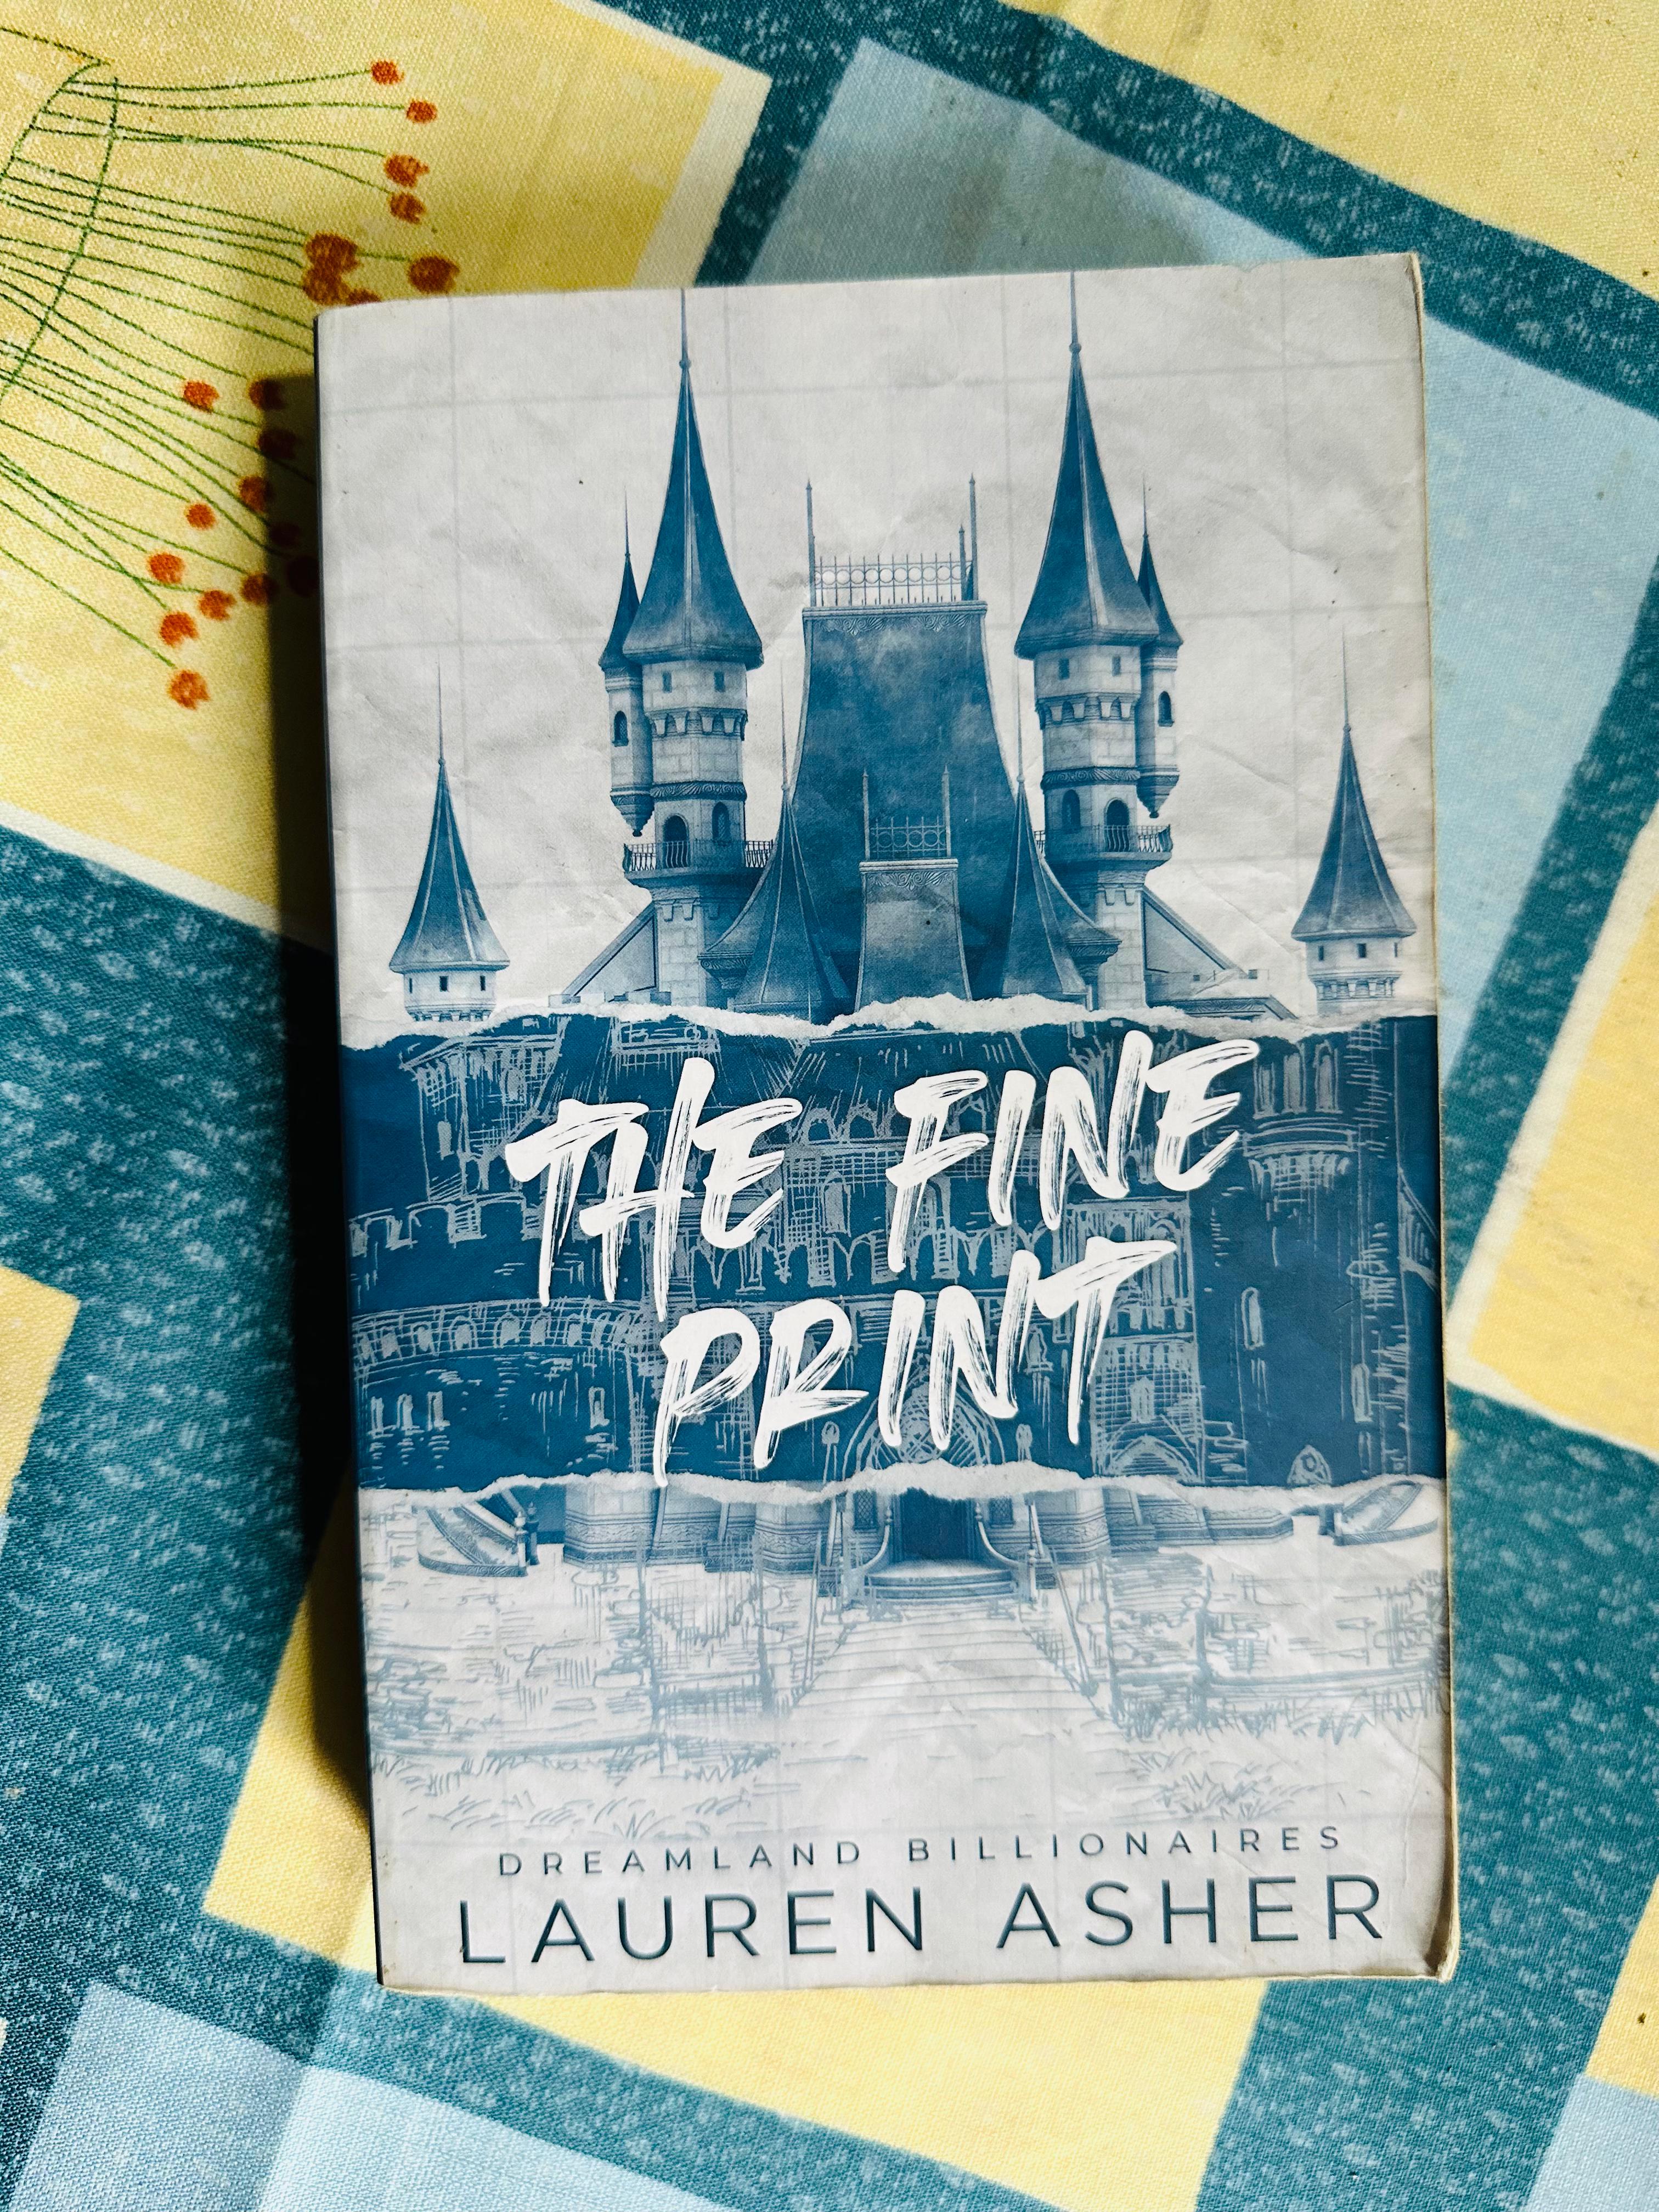 THE FINE
PRINT
DREAMLAND BILLIONAIRES
LAUREN ASHER